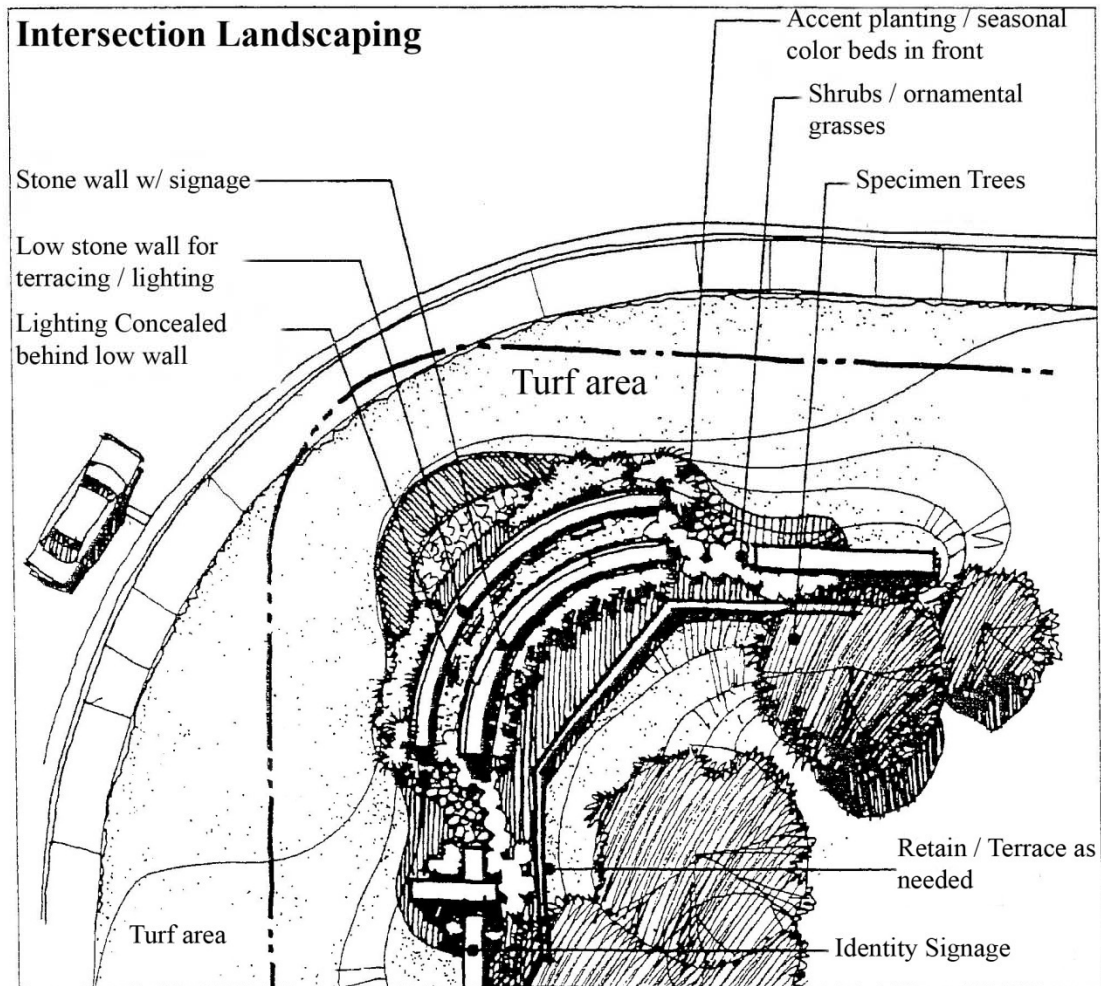 Intersection Landscaping
Accent planting / seasonal
color beds in front
Shrubs / ornamental
grasses
Specimen Trees
Stone wall w/ signage
Low stone wall for
terracing / lighting
Lighting Concealed
behind low wall
Turf area
Retain / Terrace as
needed
Identity Signage
Turf area